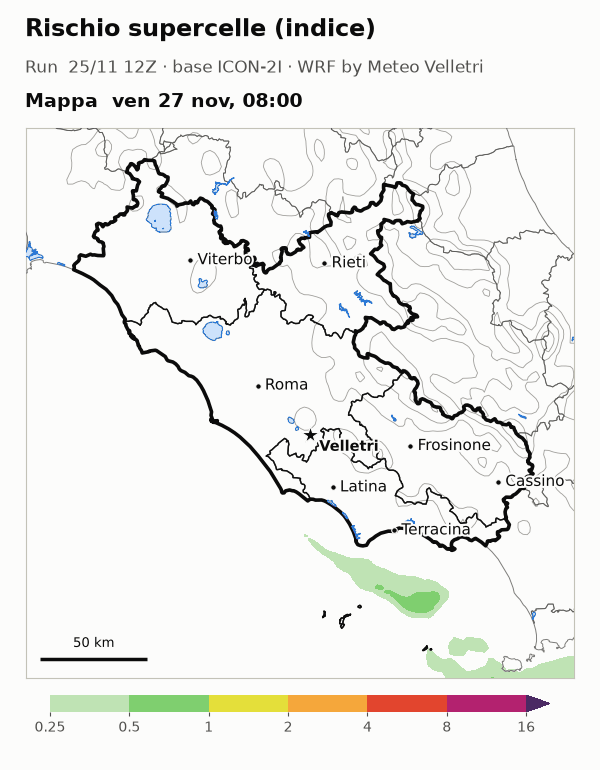 Rischio supercelle (indice)
Run  25/11 12Z · base ICON-2I · WRF by Meteo Velletri
Mappa  ven 27 nov, 08:00
Viterbo
Rieti
Roma
Velletri
Frosinone
Cassino
Latina
Terracina
50 km
0.25 0.5 1 2 4 8 16